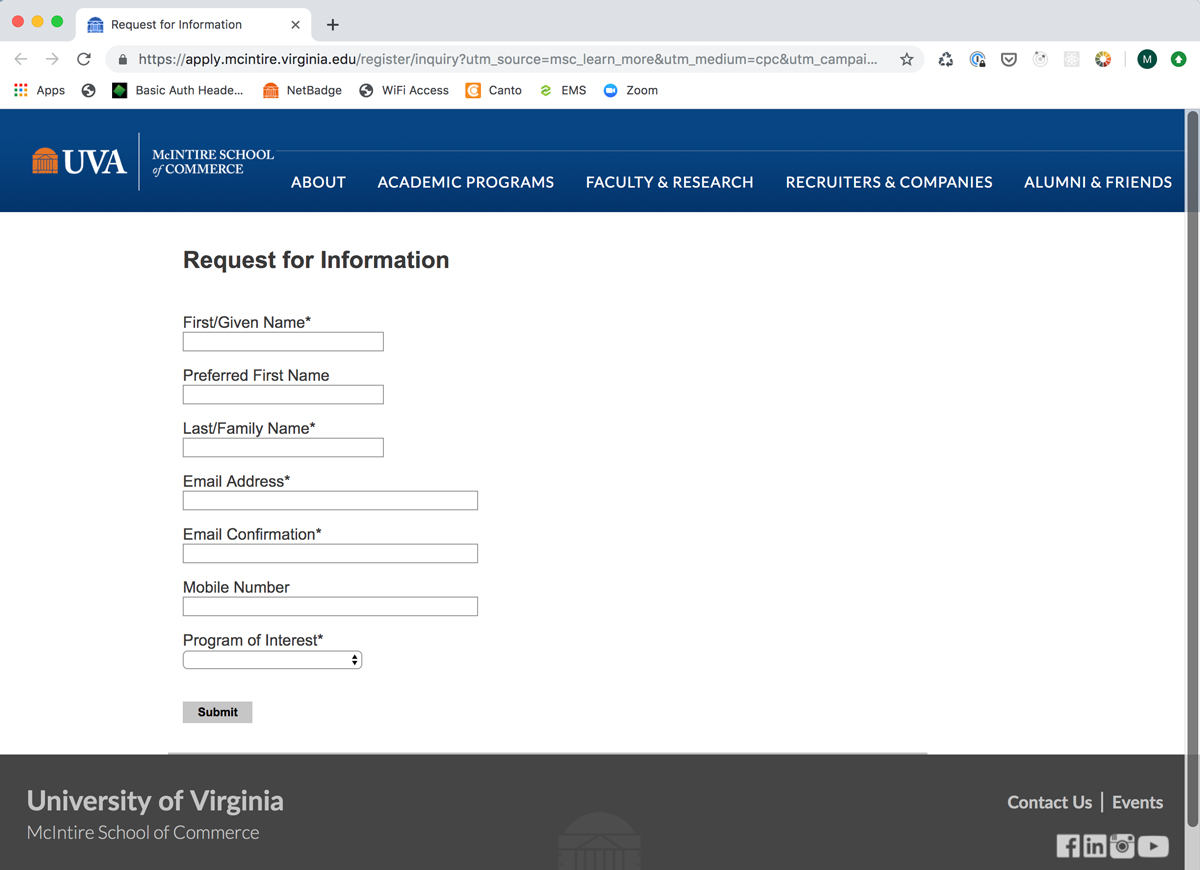 Request for Information
https://apply.mcintire.virginia.edu/register/inquiry?utm_source=msc_learn_more&utm_medium=cpc&utm_campai...
M
Apps
Basic Auth Heade...
NetBadge
WiFi Access
Canto
EMS
Zoom
UVA
McINTIRE SCHOOL
of COMMERCE
ABOUT
ACADEMIC PROGRAMS
FACULTY & RESEARCH
RECRUITERS & COMPANIES
ALUMNI & FRIENDS
Request for Information
First/Given Name*
Preferred First Name
Last/Family Name*
Email Address*
Email Confirmation*
Mobile Number
Program of Interest*
Submit
University of Virginia
McIntire School of Commerce
Contact Us | Events